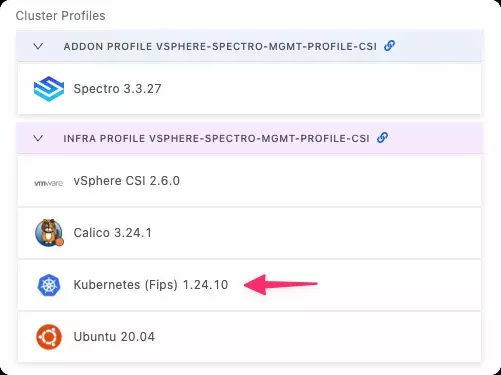 Cluster Profiles
ADDON PROFILE VSPHERE-SPECTRO-MGMT-PROFILE-CSI
Spectro 3.3.27
INFRA PROFILE VSPHERE-SPECTRO-MGMT-PROFILE-CSI
vmware vSphere CSI 2.6.0
Calico 3.24.1
Kubernetes (Fips) 1.24.10
Ubuntu 20.04